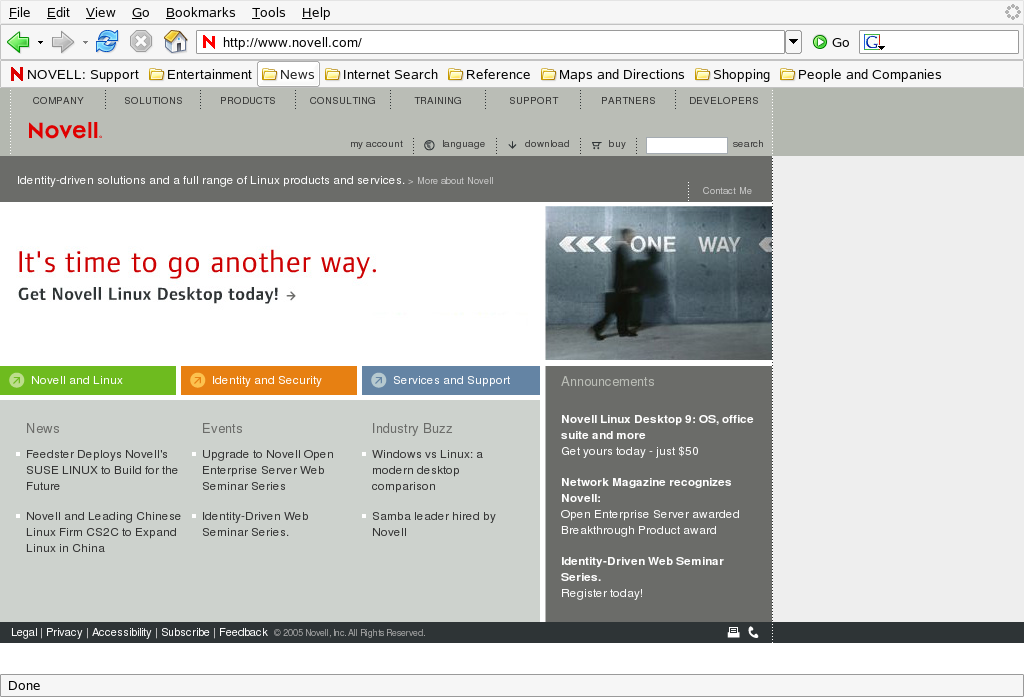 File Edit View Go Bookmarks Tools Help
http://www.novell.com/ Go G
NOVELL: Support Entertainment News Internet Search Reference Maps and Directions Shopping People and Companies
COMPANY SOLUTIONS PRODUCTS CONSULTING TRAINING SUPPORT PARTNERS DEVELOPERS
Novell
my account language download buy search
Identity-driven solutions and a full range of Linux products and services. > More about Novell
Contact Me
It's time to go another way.
Get Novell Linux Desktop today!
ONE WAY
Novell and Linux
Identity and Security
Services and Support
News
Feedster Deploys Novell's
SUSE LINUX to Build for the
Future
Novell and Leading Chinese
Linux Firm CS2C to Expand
Linux in China
Events
Upgrade to Novell Open
Enterprise Server Web
Seminar Series
Identity-Driven Web
Seminar Series.
Industry Buzz
Windows vs Linux: a
modern desktop
comparison
Samba leader hired by
Novell
Announcements
Novell Linux Desktop 9: OS, office
suite and more
Get yours today - just $50
Network Magazine recognizes
Novell:
Open Enterprise Server awarded
Breakthrough Product award
Identity-Driven Web Seminar
Series.
Register today!
Legal | Privacy | Accessibility | Subscribe | Feedback © 2005 Novell, Inc. All Rights Reserved.
Done